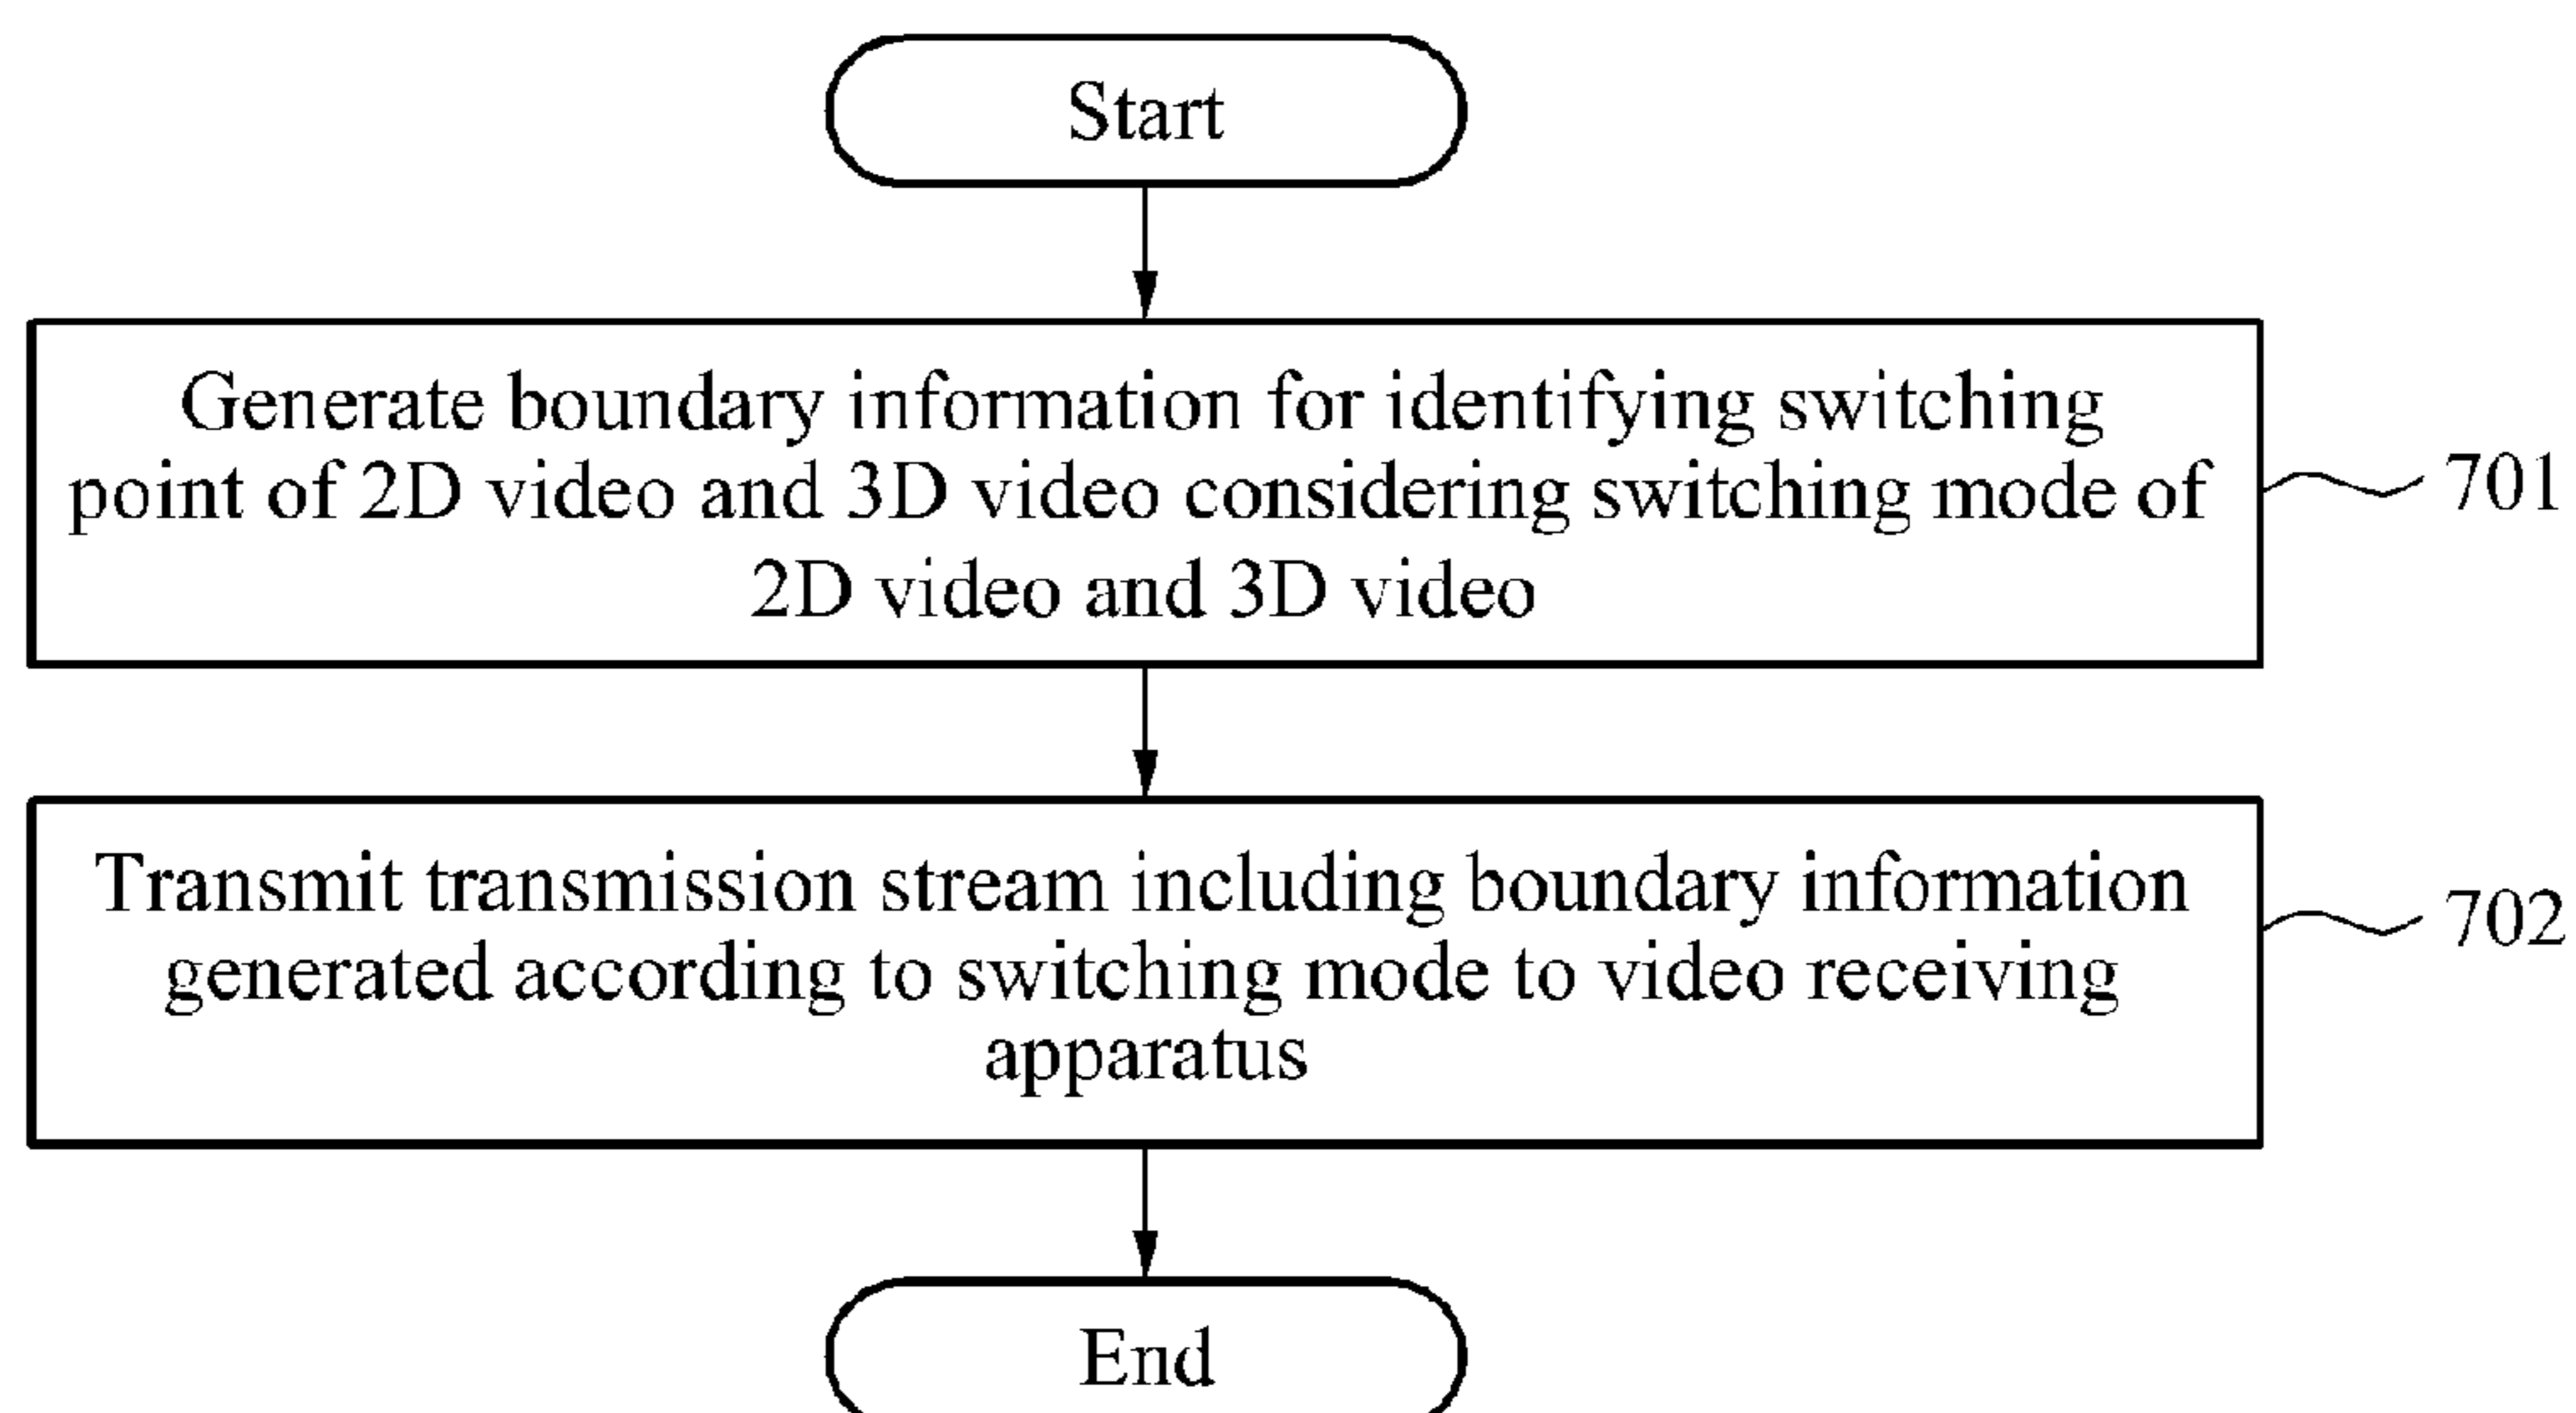 Start
Generate boundary information for identifying switching
point of 2D video and 3D video considering switching mode of
2D video and 3D video
701
Transmit transmission stream including boundary information
generated according to switching mode to video receiving
apparatus
702
End